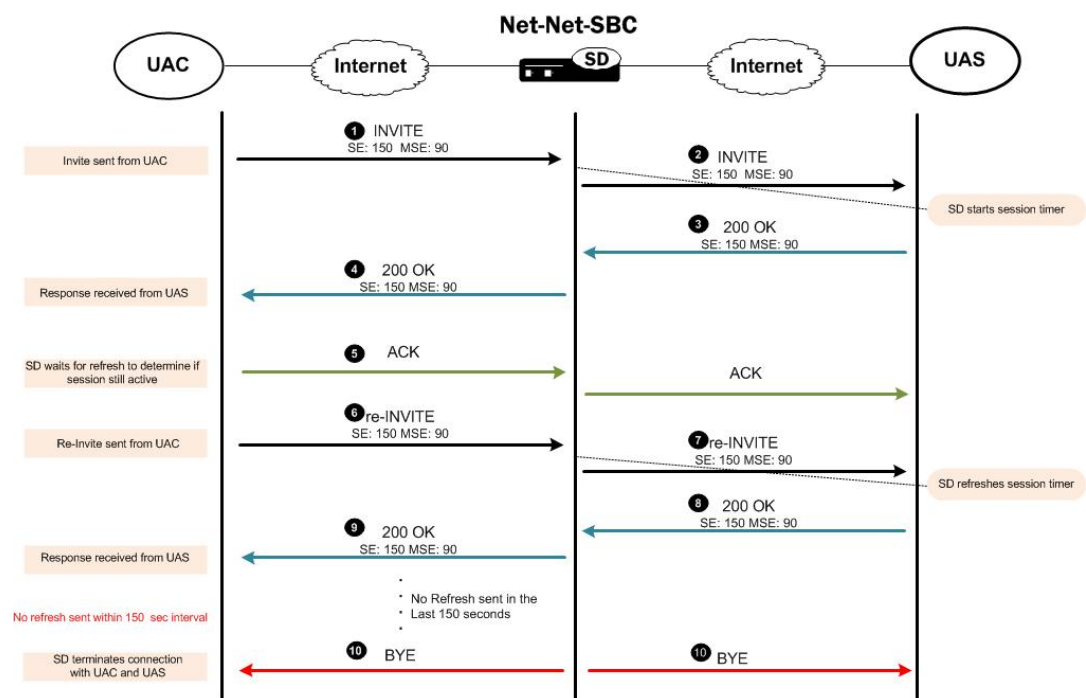 Net-Net-SBC
UAC
Internet
SD
Internet
UAS
1 INVITE
SE: 150 MSE: 90
Invite sent from UAC
2 INVITE
SE: 150 MSE: 90
SD starts session timer
3 200 OK
SE: 150 MSE: 90
4 200 OK
SE: 150 MSE: 90
Response received from UAS
5 ACK
SD waits for refresh to determine if
session still active
ACK
6 re-INVITE
SE: 150 MSE: 90
Re-Invite sent from UAC
7 re-INVITE
SE: 150 MSE: 90
SD refreshes session timer
8 200 OK
SE: 150 MSE: 90
9 200 OK
SE: 150 MSE: 90
Response received from UAS
No Refresh sent in the
Last 150 seconds
No refresh sent within 150 sec interval
10 BYE
10 BYE
SD terminates connection
with UAC and UAS